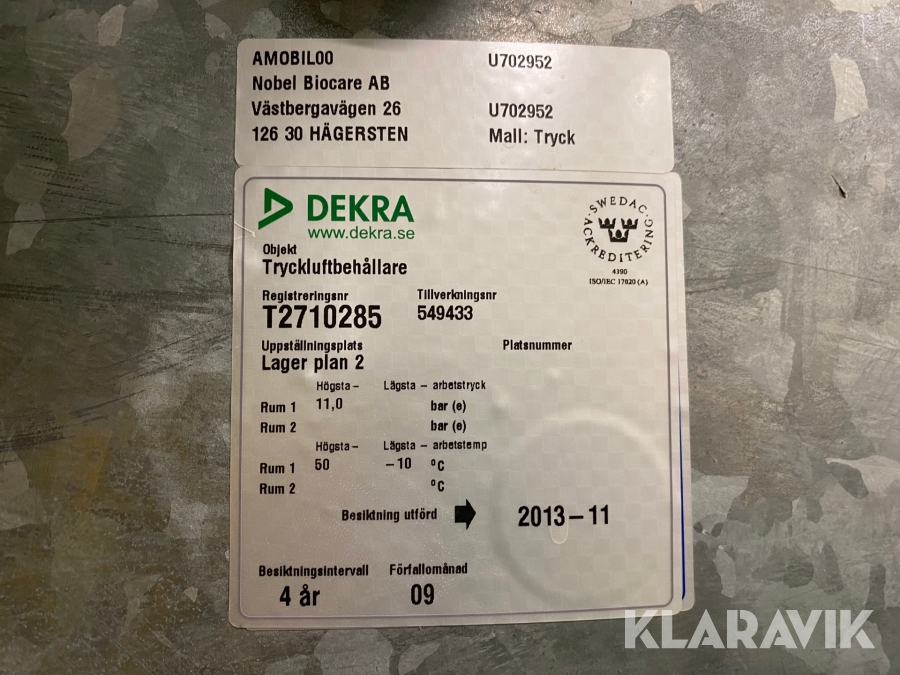 AMOBIL00 U702952
Nobel Biocare AB
Västbergavägen 26 U702952
126 30 HÄGERSTEN Mall: Tryck
DEKRA
www.dekra.se
SWEDAC
ACKREDITERING
4390
ISO/IEC 17020 (A)
Objekt
Tryckluftbehållare
Registreringsnr Tillverkningsnr
T2710285 549433
Uppställningsplats Platsnummer
Lager plan 2
Högsta – Lägsta – arbetstryck
Rum 1 11,0 bar (e)
Rum 2 bar (e)
Högsta – Lägsta – arbetstemp
Rum 1 50 –10 °C
Rum 2 °C
Besiktning utförd 2013–11
Besiktningsintervall Förfallomånad
4 år 09
KLARAVIK